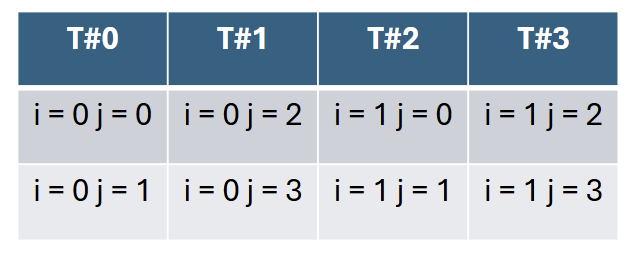 T#0 T#1 T#2 T#3
i = 0 j = 0 i = 0 j = 2 i = 1 j = 0 i = 1 j = 2
i = 0 j = 1 i = 0 j = 3 i = 1 j = 1 i = 1 j = 3